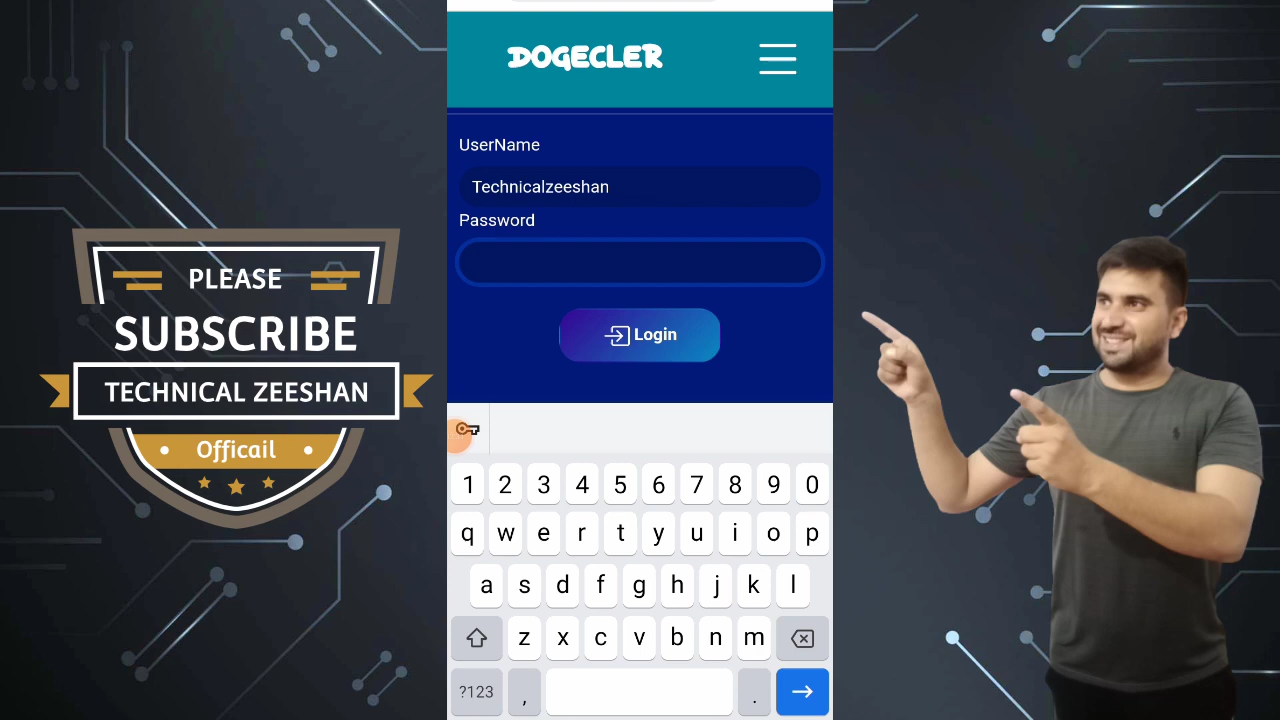 PLEASE
SUBSCRIBE
TECHNICAL ZEESHAN
Officail
DOGECLER
UserName
Technicalzeeshan
Password
Login
1 2 3 4 5 6 7 8 9 0
q w e r t y u i o p
a s d f g h j k l
z x c v b n m
?123 , .